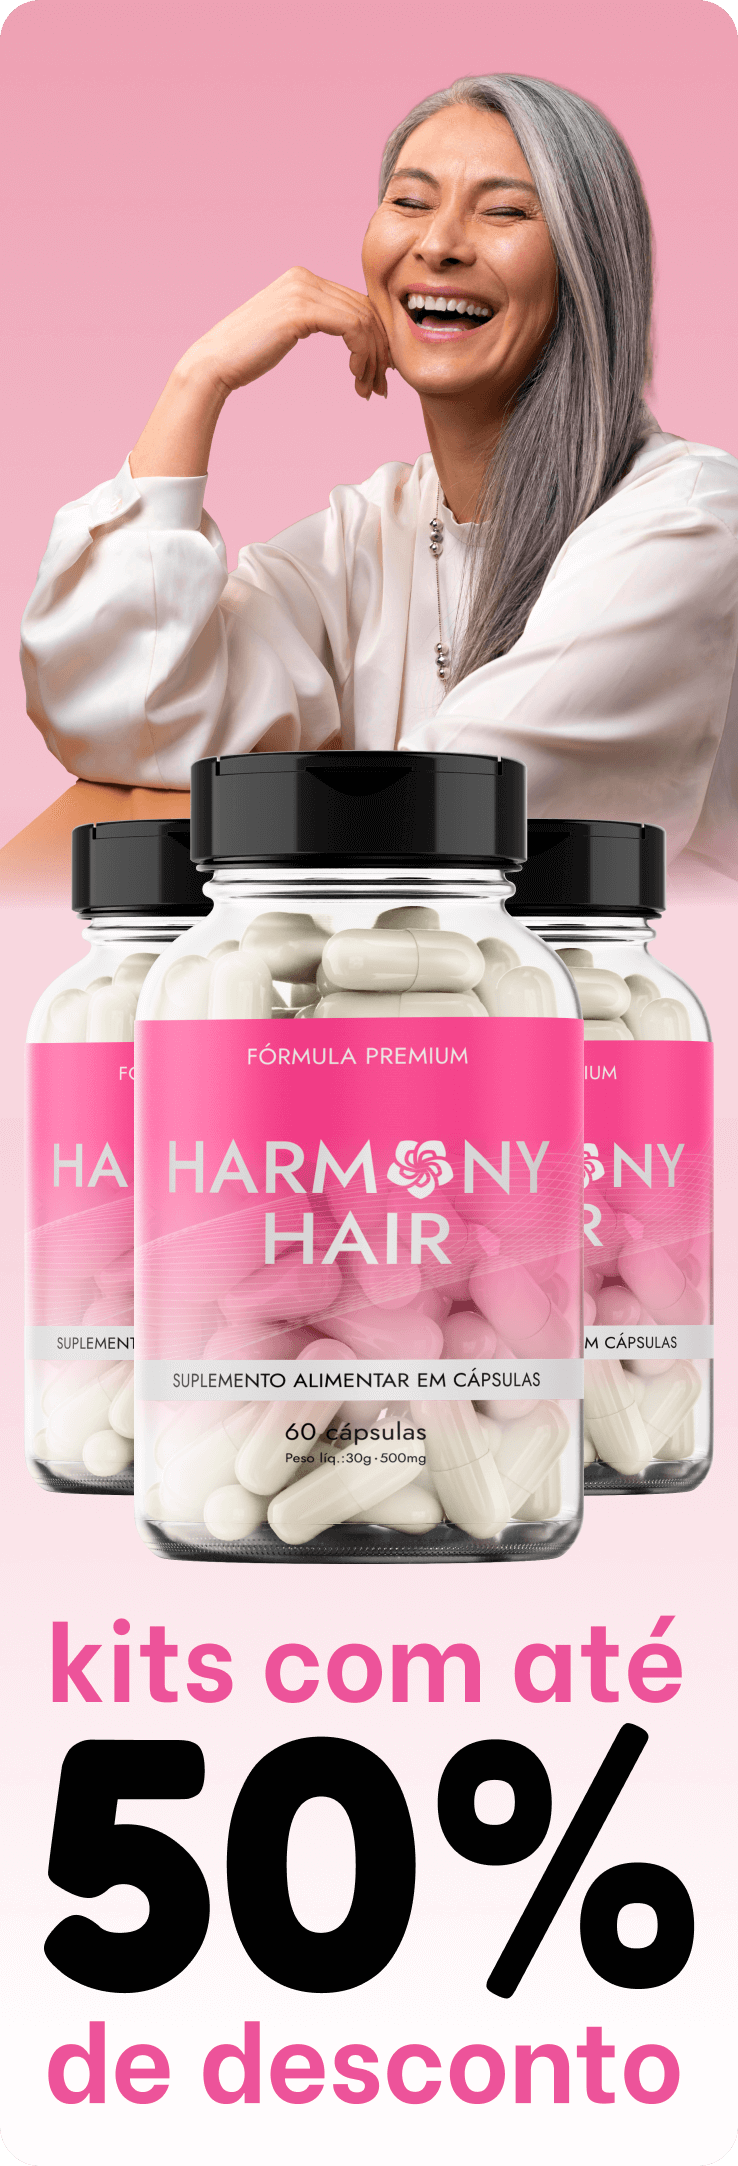 FÓRMULA PREMIUM
HARMONY
HAIR
SUPLEMENTO ALIMENTAR EM CÁPSULAS
60 cápsulas
Peso líq.:30g·500mg
kits com até
50%
de desconto